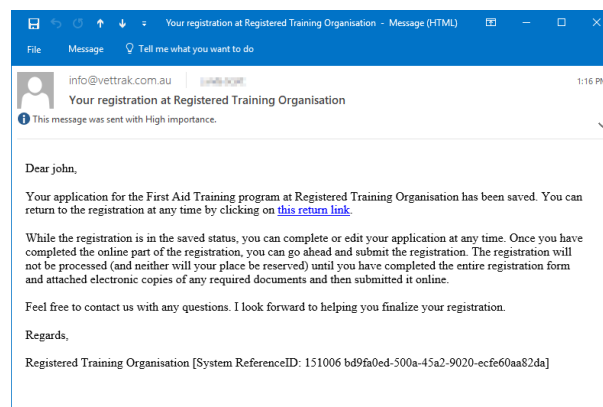 Your registration at Registered Training Organisation - Message (HTML)
File Message Tell me what you want to do
info@vettrak.com.au
1:16 PM
Your registration at Registered Training Organisation
This message was sent with High importance.
Dear john,
Your application for the First Aid Training program at Registered Training Organisation has been saved. You can
return to the registration at any time by clicking on this return link.
While the registration is in the saved status, you can complete or edit your application at any time. Once you have
completed the online part of the registration, you can go ahead and submit the registration. The registration will
not be processed (and neither will your place be reserved) until you have completed the entire registration form
and attached electronic copies of any required documents and then submitted it online.
Feel free to contact us with any questions. I look forward to helping you finalize your registration.
Regards,
Registered Training Organisation [System ReferenceID: 151006 bd9fa0ed-500a-45a2-9020-ecfe60aa82da]